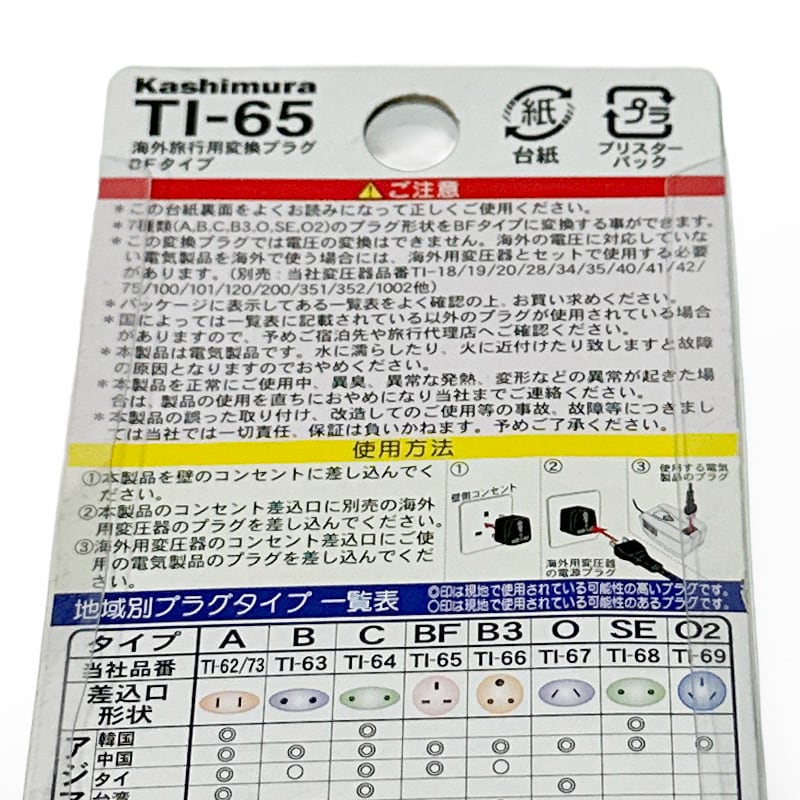 Kashimura
TI-65
海外旅行用変換プラグ
BFタイプ
紙
台紙
プラ
ブリスター
パック
ご注意
*この台紙裏面をよくお読みになって正しくご使用ください。
*7種類(A,B,C,B3,O,SE,O2)のプラグ形状をBFタイプに変換する事ができます。
*この変換プラグでは電圧の変換はできません。海外の電圧に対応していな
い電気製品を海外で使う場合には、海外用変圧器とセットで使用する必要
があります。(別売:当社変圧器品番TI-18/19/20/28/34/35/40/41/42/
75/100/101/120/200/351/352/1002他)
*パッケージに表示してある一覧表をよく確認の上、お買い求めください。
*国によっては一覧表に記載されている以外のプラグが使用されている場合
がありますので、予めご宿泊先や旅行代理店へご確認ください。
*本製品は電気製品です。水に濡らしたり、火に近付けたり致しますと故障
の原因となりますのでおやめください。
*本製品を正常にご使用中、異臭、異常な発熱、変形などの異常が起きた場
合は、製品の使用を直ちにおやめになり当社までご連絡ください。
*本製品の誤った取り付け、改造してのご使用等の事故、故障等につきまし
ては当社では一切責任、保証は負いかねます。予めご了承ください。
使用方法
①本製品を壁のコンセントに差し込んでく
ださい。
②本製品のコンセント差込口に別売の海外
用変圧器のプラグを差し込んでください。
③海外用変圧器のコンセント差込口にご使
用の電気製品のプラグを差し込んでくださ
い。
①
壁側コンセント
②
海外用変圧器
の電源プラグ
③
使用する電気
製品のプラグ
地域別プラグタイプ一覧表
◎印は現地で使用されている可能性の高いプラグです。
○印は現地で使用されている可能性のあるプラグです。
タイプ A B C BF B3 O SE O2
当社品番 TI-62/73 TI-63 TI-64 TI-65 TI-66 TI-67 TI-68 TI-69
差込口
形状
アジア
韓国 ◎ ◎ ◎
中国 ◎ ◎ ◎ ◎ ◎ ◎ ◎ ◎
タイ ◎ ○ ◎ ◎ ○
台湾 ◎ ◎ ◎